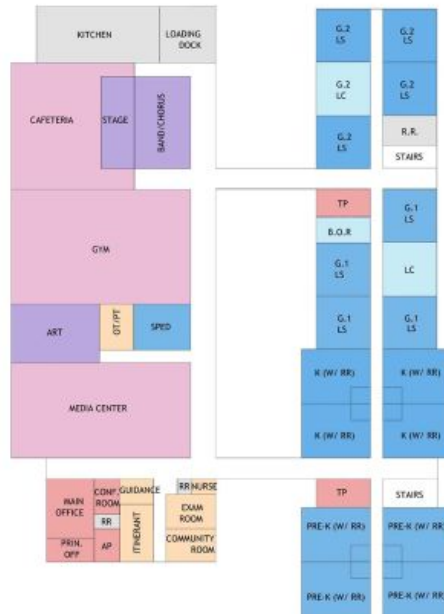 KITCHEN
LOADING
DOCK
CAFETERIA
STAGE
BAND/CHORUS
GYM
ART
OT/PT
SPED
MEDIA CENTER
MAIN
OFFICE
PRIN.
OFF
CONF.
ROOM
RR
AP
GUIDANCE
ITINERANT
RR
NURSE
EXAM
ROOM
COMMUNITY
ROOM
G.2
LS
G.2
LS
G.2
LC
G.2
LS
G.2
LS
R.R.
STAIRS
TP
B.O.R
G.1
LS
G.1
LS
LC
G.1
LS
G.1
LS
K (W/ RR)
K (W/ RR)
K (W/ RR)
K (W/ RR)
TP
STAIRS
PRE-K (W/ RR)
PRE-K (W/ RR)
PRE-K (W/ RR)
PRE-K (W/ RR)